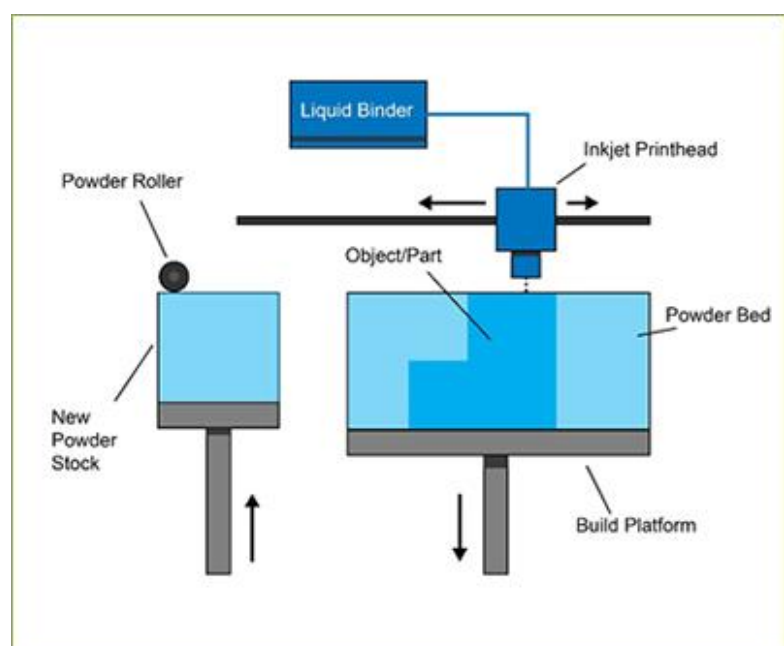 Liquid Binder
Inkjet Printhead
Powder Roller
Object/Part
Powder Bed
New
Powder
Stock
Build Platform